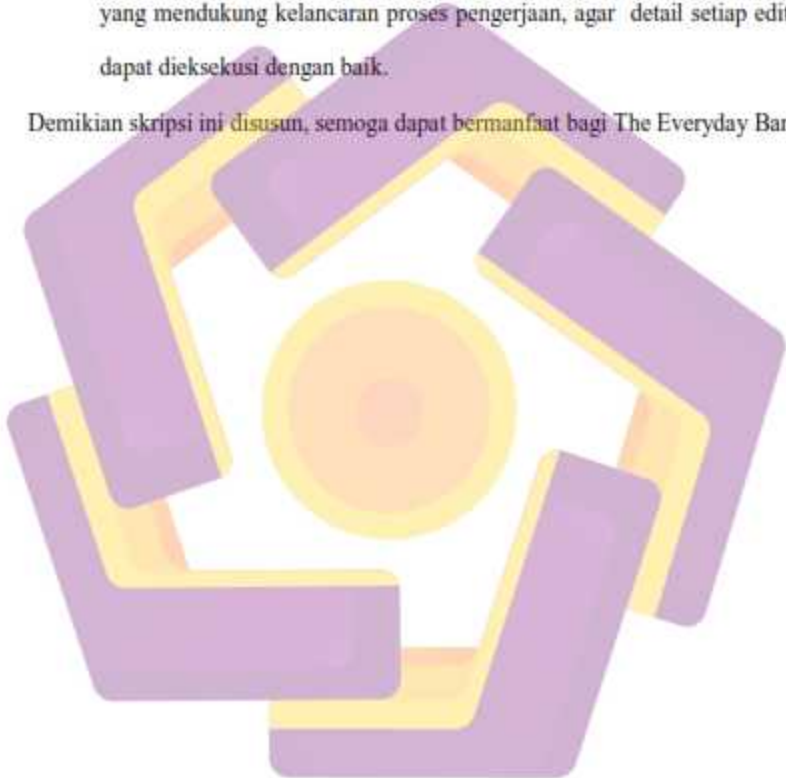 yang mendukung kelancaran proses pengerjaan, agar detail setiap edit
dapat dieksekusi dengan baik.
Demikian skripsi ini disusun, semoga dapat bermanfaat bagi The Everyday Bar